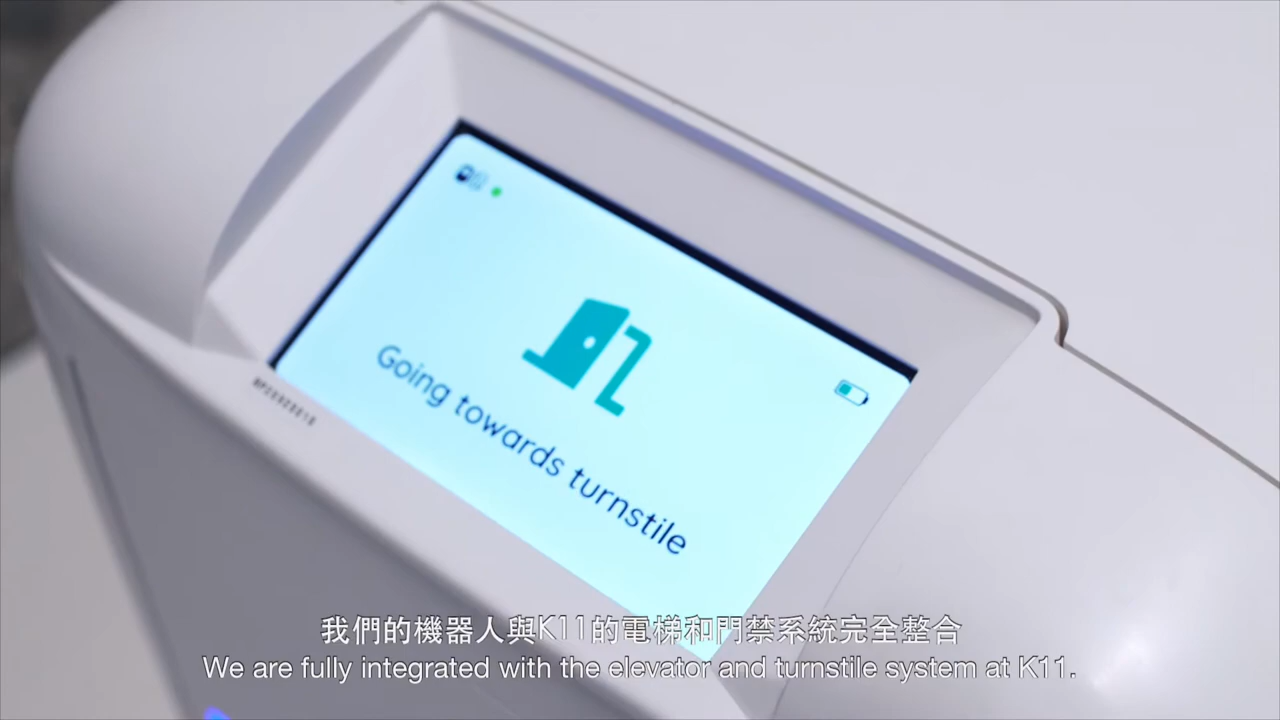 Going towards turnstile
我們的機器人與K11的電梯和門禁系統完全整合
We are fully integrated with the elevator and turnstile system at K11.